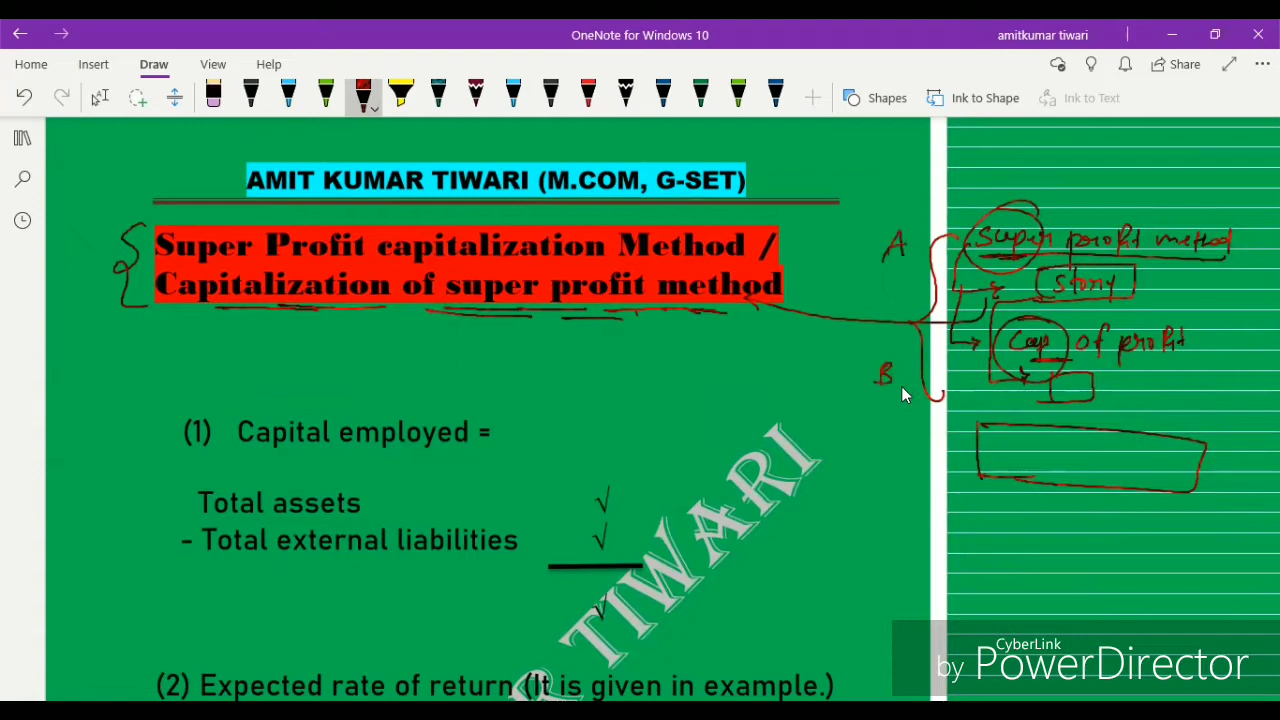 OneNote for Windows 10
amitkumar tiwari
Home Insert Draw View Help
Share
Shapes
Ink to Shape
Ink to Text
AMIT KUMAR TIWARI (M.COM, G-SET)
Super Profit capitalization Method /
Capitalization of super profit method
A
Super profit method
Story
Cap of profit
B
(1) Capital employed =
Total assets √
- Total external liabilities √
√
(2) Expected rate of return (It is given in example.)
R TIWARI
CyberLink
by PowerDirector